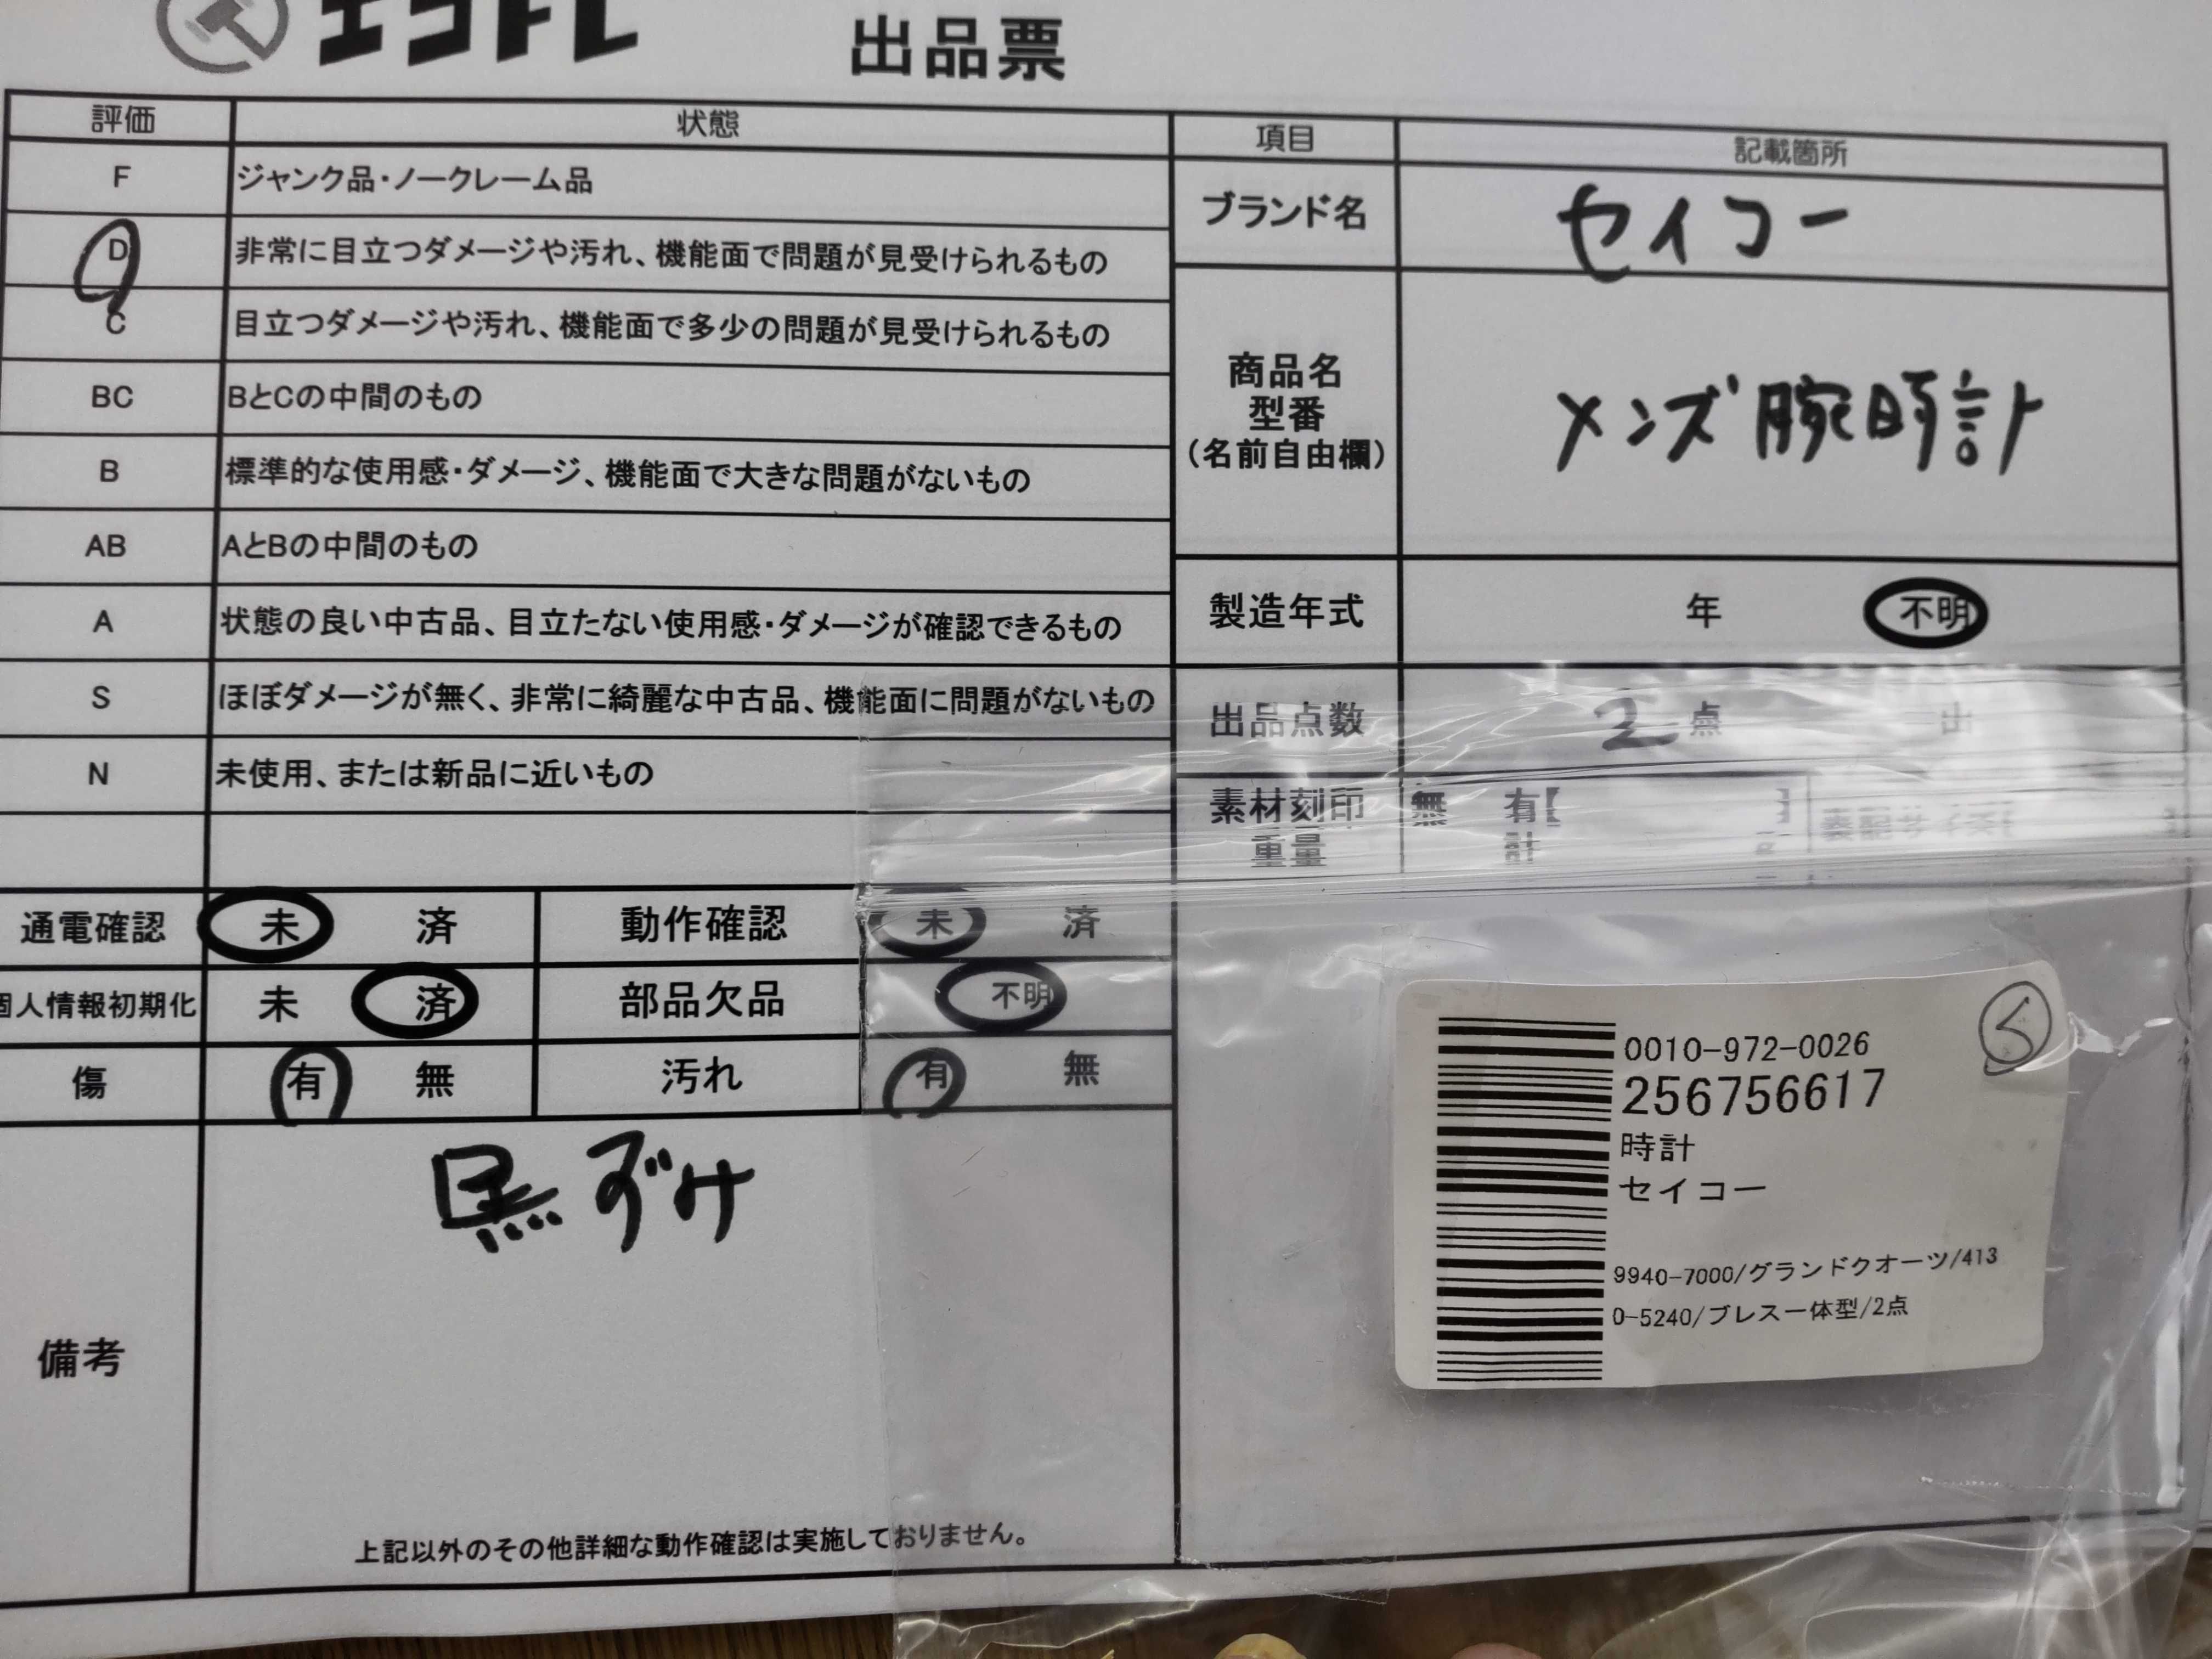 エコトレ
出品票
評価 状態
F ジャンク品・ノークレーム品
D 非常に目立つダメージや汚れ、機能面で問題が見受けられるもの
C 目立つダメージや汚れ、機能面で多少の問題が見受けられるもの
BC BとCの中間のもの
B 標準的な使用感・ダメージ、機能面で大きな問題がないもの
AB AとBの中間のもの
A 状態の良い中古品、目立たない使用感・ダメージが確認できるもの
S ほぼダメージが無く、非常に綺麗な中古品、機能面に問題がないもの
N 未使用、または新品に近いもの
通電確認 未 済 動作確認 未 済
個人情報初期化 未 済 部品欠品 不明
傷 有 無 汚れ 有 無
備考
上記以外のその他詳細な動作確認は実施しておりません。
項目 記載箇所
ブランド名 セイコー
商品名
型番
(名前自由欄)
メンズ腕時計
製造年式 年 不明
出品点数 2 点 出
素材刻印 無 有【 】
重量 計
0010-972-0026
256756617
時計
セイコー
9940-7000/グランドクオーツ/413
0-5240/ブレス一体型/2点